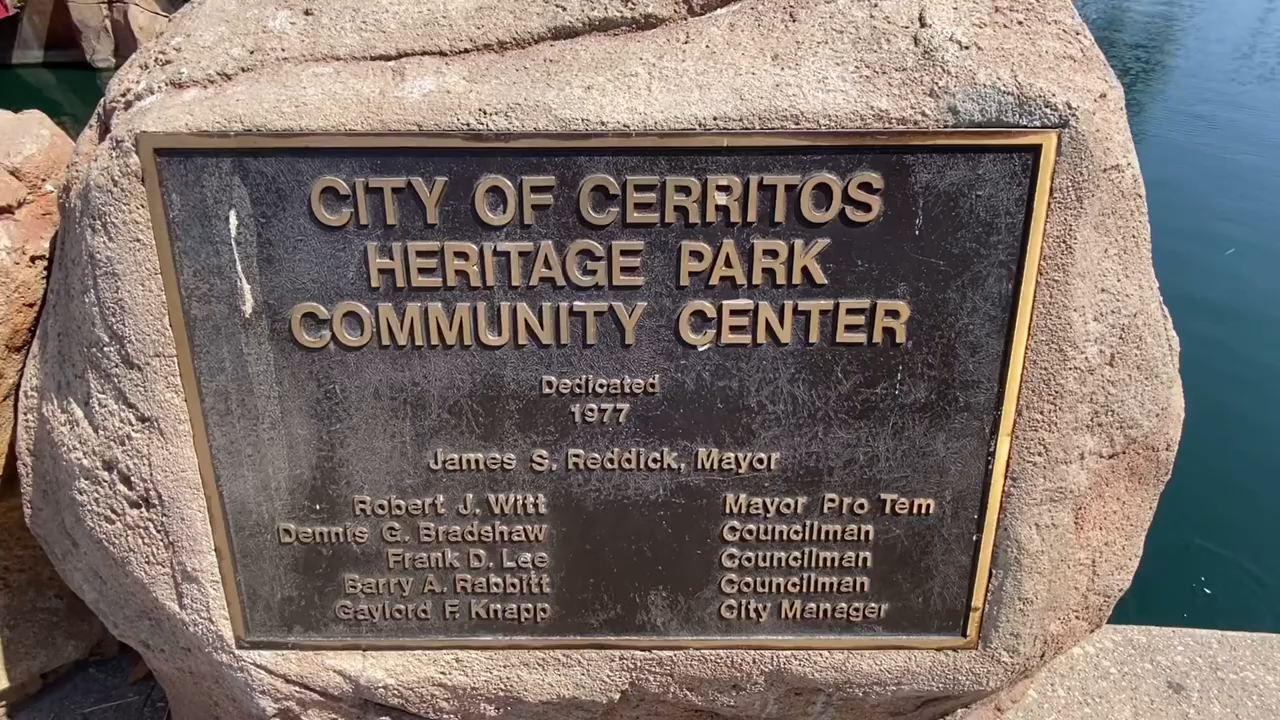 CITY OF CERRITOS
HERITAGE PARK
COMMUNITY CENTER
Dedicated
1977
James S. Reddick, Mayor
Robert J. Witt Mayor Pro Tem
Dennis G. Bradshaw Councilman
Frank D. Lee Councilman
Barry A. Rabbitt Councilman
Gaylord F. Knapp City Manager